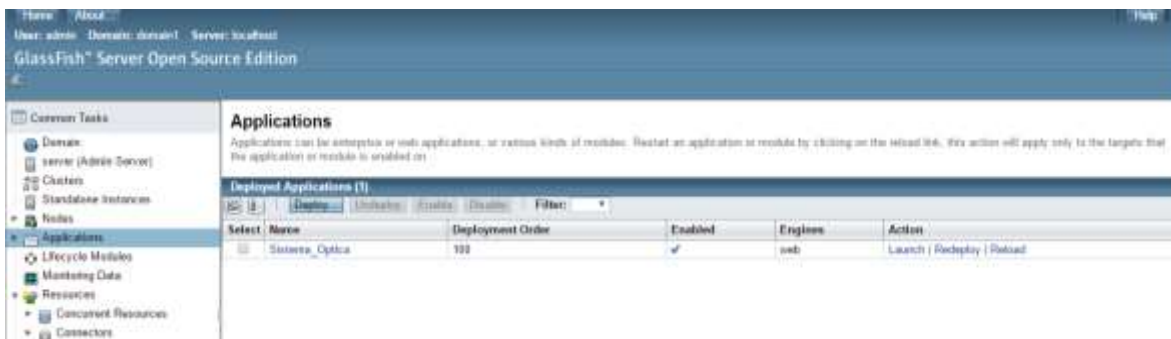 Home About...
Help
User: admin Domain: domain1 Server: localhost
GlassFish™ Server Open Source Edition
Common Tasks
Domain
server (Admin Server)
Clusters
Standalone Instances
Nodes
Applications
Lifecycle Modules
Monitoring Data
Resources
Concurrent Resources
Connectors
Applications
Applications can be enterprise or web applications, or various kinds of modules. Restart an application or module by clicking on the reload link, this action will apply only to the targets that
the application or module is enabled on.
Deployed Applications (1)
Deploy... Undeploy Enable Disable Filter:
Select Name Deployment Order Enabled Engines Action
Sistema_Optica 100 web Launch | Redeploy | Reload